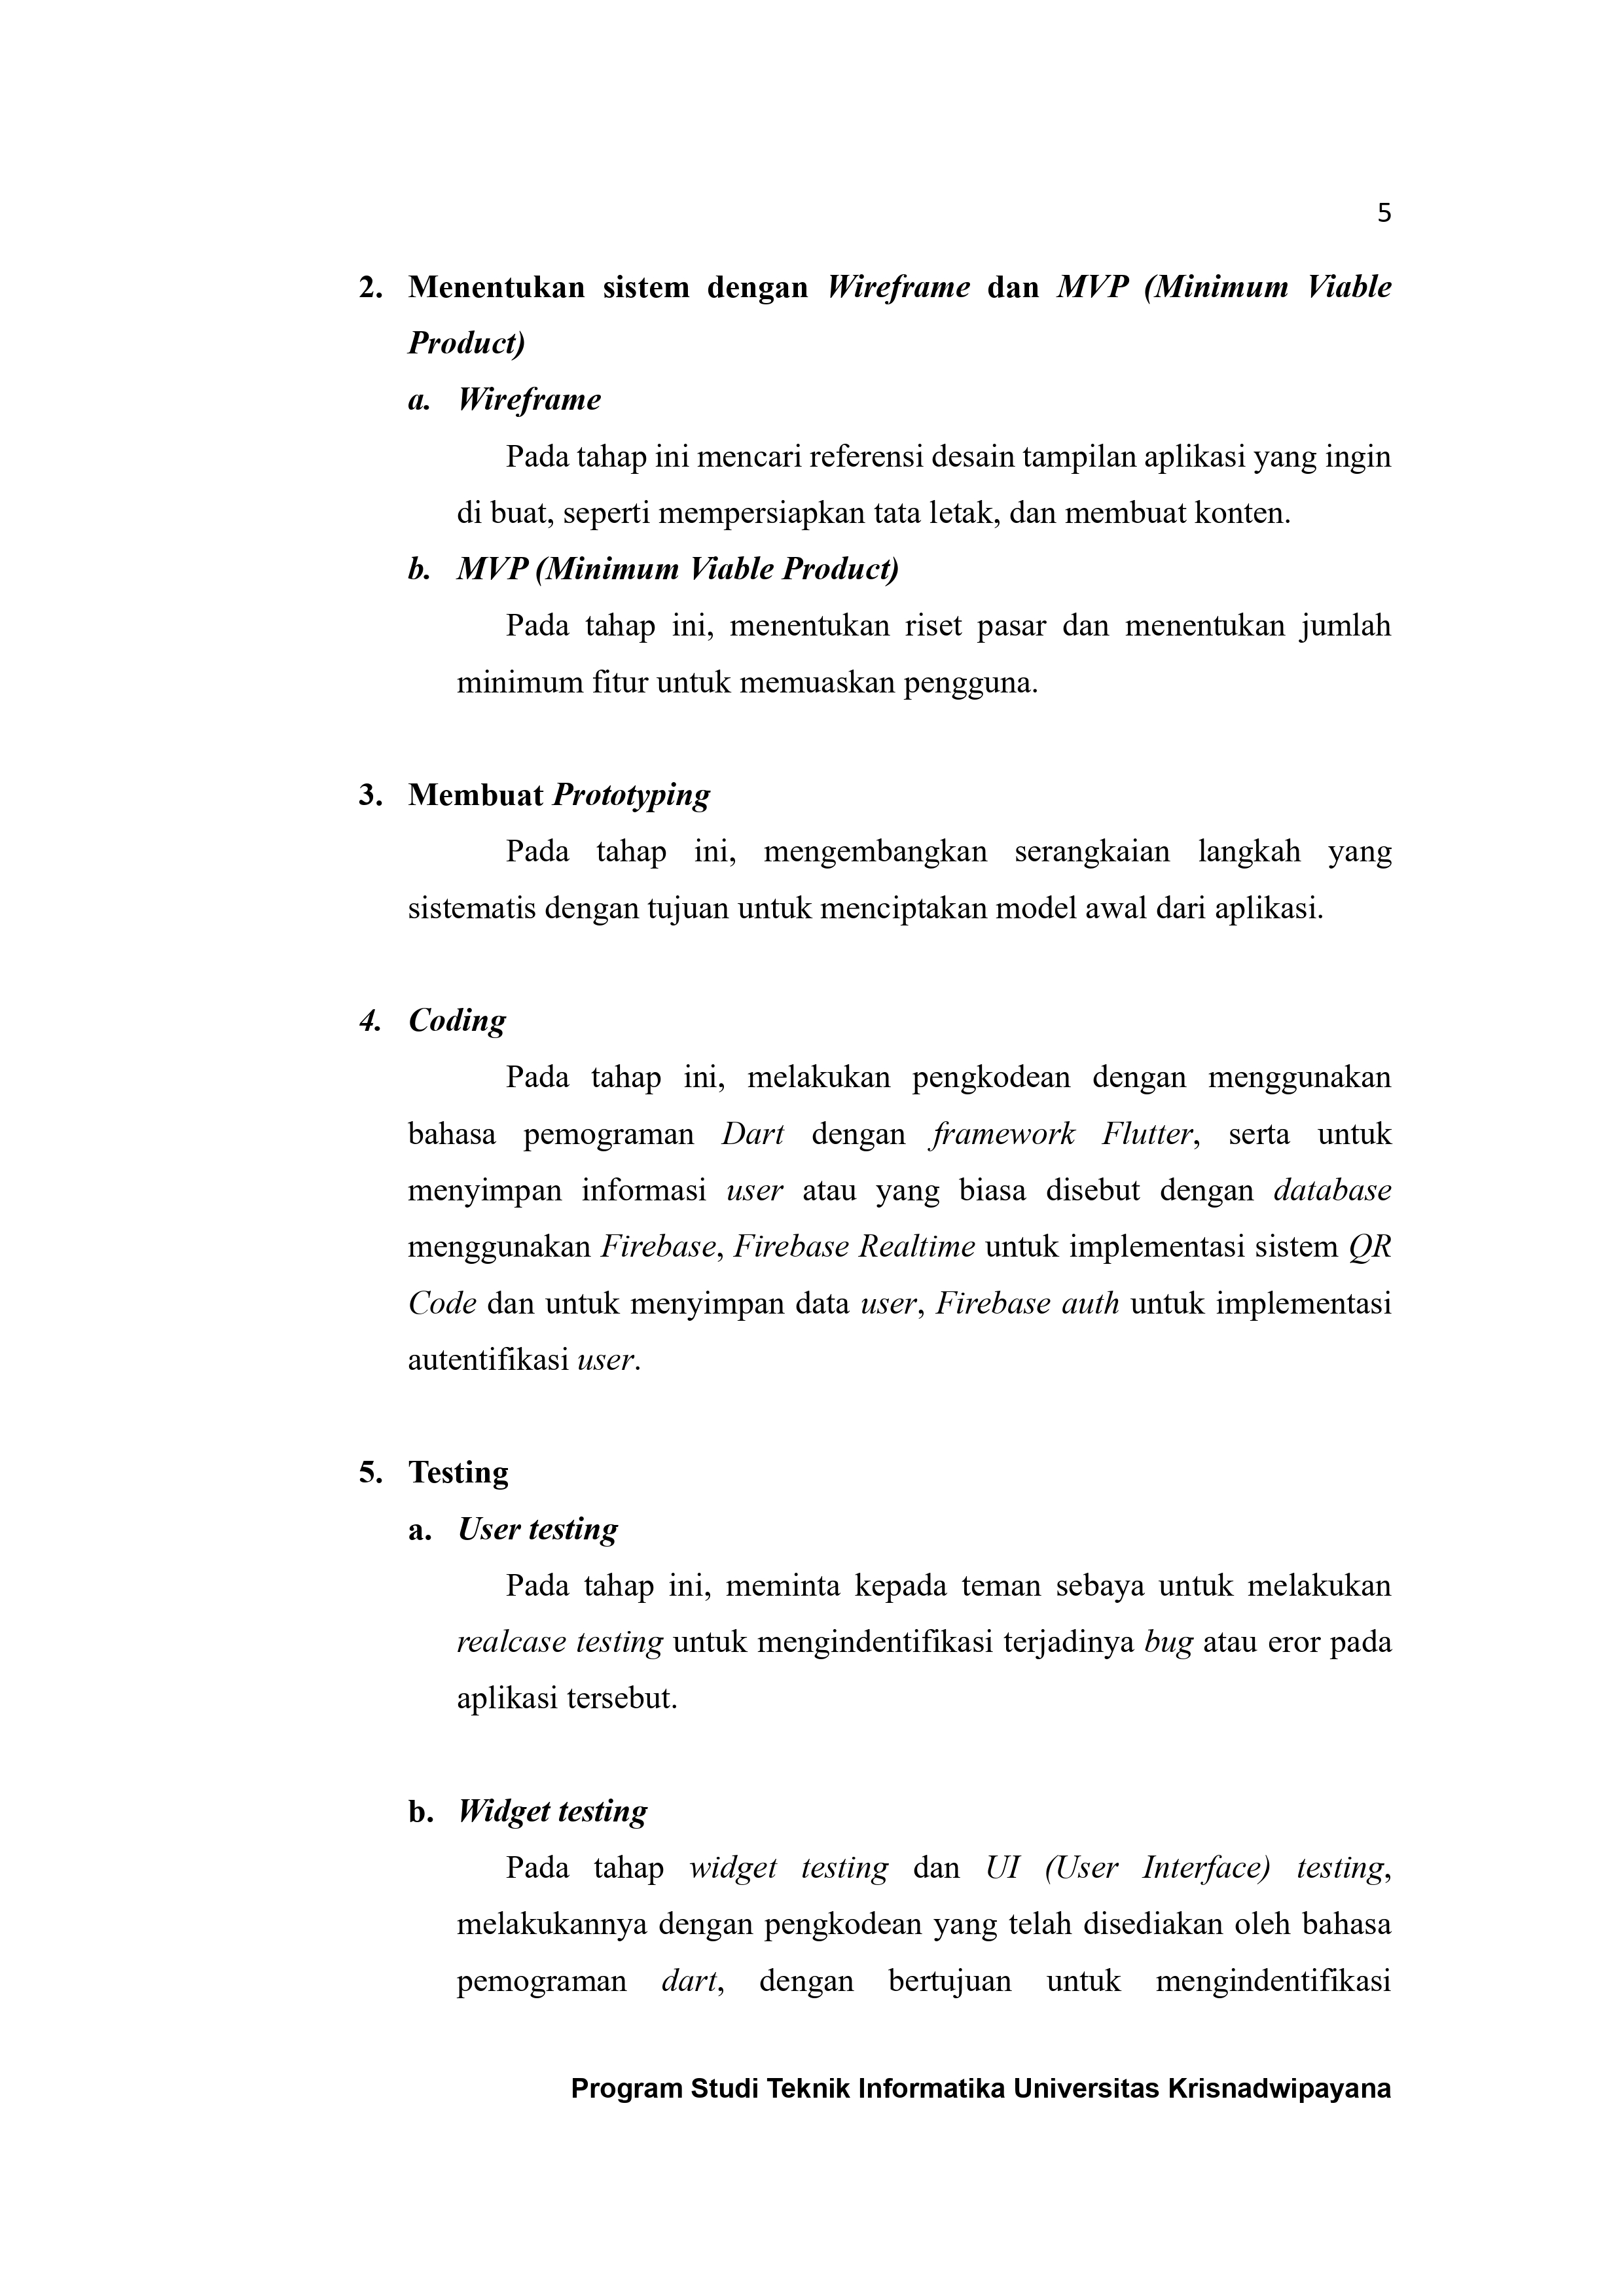 5
2. Menentukan sistem dengan Wireframe dan MVP (Minimum Viable
Product)
a. Wireframe
Pada tahap ini mencari referensi desain tampilan aplikasi yang ingin
di buat, seperti mempersiapkan tata letak, dan membuat konten.
b. MVP (Minimum Viable Product)
Pada tahap ini, menentukan riset pasar dan menentukan jumlah
minimum fitur untuk memuaskan pengguna.
3. Membuat Prototyping
Pada tahap ini, mengembangkan serangkaian langkah yang
sistematis dengan tujuan untuk menciptakan model awal dari aplikasi.
4. Coding
Pada tahap ini, melakukan pengkodean dengan menggunakan
bahasa pemograman Dart dengan framework Flutter, serta untuk
menyimpan informasi user atau yang biasa disebut dengan database
menggunakan Firebase, Firebase Realtime untuk implementasi sistem QR
Code dan untuk menyimpan data user, Firebase auth untuk implementasi
autentifikasi user.
5. Testing
a. User testing
Pada tahap ini, meminta kepada teman sebaya untuk melakukan
realcase testing untuk mengindentifikasi terjadinya bug atau eror pada
aplikasi tersebut.
b. Widget testing
Pada tahap widget testing dan UI (User Interface) testing,
melakukannya dengan pengkodean yang telah disediakan oleh bahasa
pemograman dart, dengan bertujuan untuk mengindentifikasi
Program Studi Teknik Informatika Universitas Krisnadwipayana